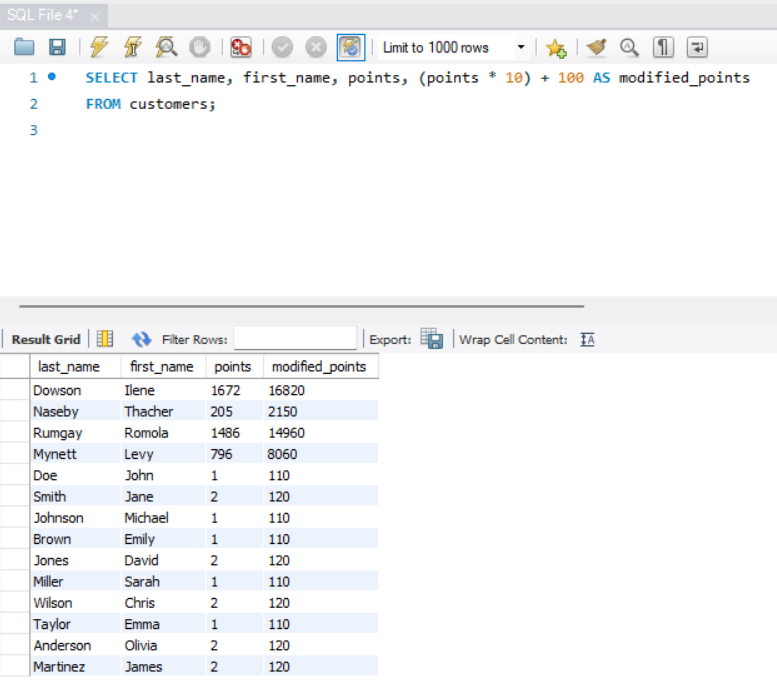 SQL File 4*
Limit to 1000 rows
1 SELECT last_name, first_name, points, (points * 10) + 100 AS modified_points
2 FROM customers;
3
Result Grid Filter Rows: Export: Wrap Cell Content: IA
last_name first_name points modified_points
Dowson Ilene 1672 16820
Naseby Thacher 205 2150
Rumgay Romola 1486 14960
Mynett Levy 796 8060
Doe John 1 110
Smith Jane 2 120
Johnson Michael 1 110
Brown Emily 1 110
Jones David 2 120
Miller Sarah 1 110
Wilson Chris 2 120
Taylor Emma 1 110
Anderson Olivia 2 120
Martinez James 2 120